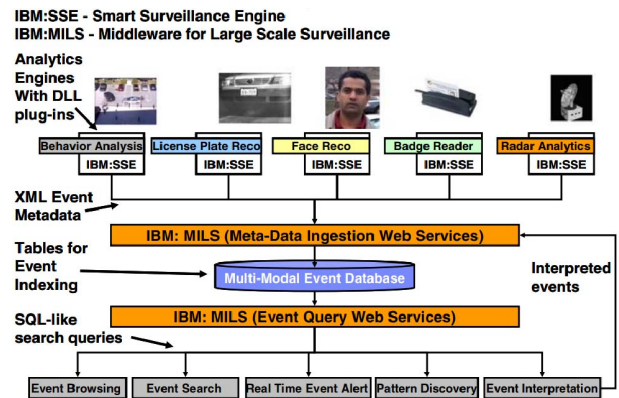 IBM:SSE - Smart Surveillance Engine
IBM:MILS - Middleware for Large Scale Surveillance
Analytics
Engines
With DLL
plug-ins
Behavior Analysis
IBM:SSE
License Plate Reco
IBM:SSE
Face Reco
IBM:SSE
Badge Reader
IBM:SSE
Radar Analytics
IBM:SSE
XML Event
Metadata
IBM: MILS (Meta-Data Ingestion Web Services)
Tables for
Event
Indexing
Multi-Modal Event Database
Interpreted
events
IBM: MILS (Event Query Web Services)
SQL-like
search queries
Event Browsing
Event Search
Real Time Event Alert
Pattern Discovery
Event Interpretation